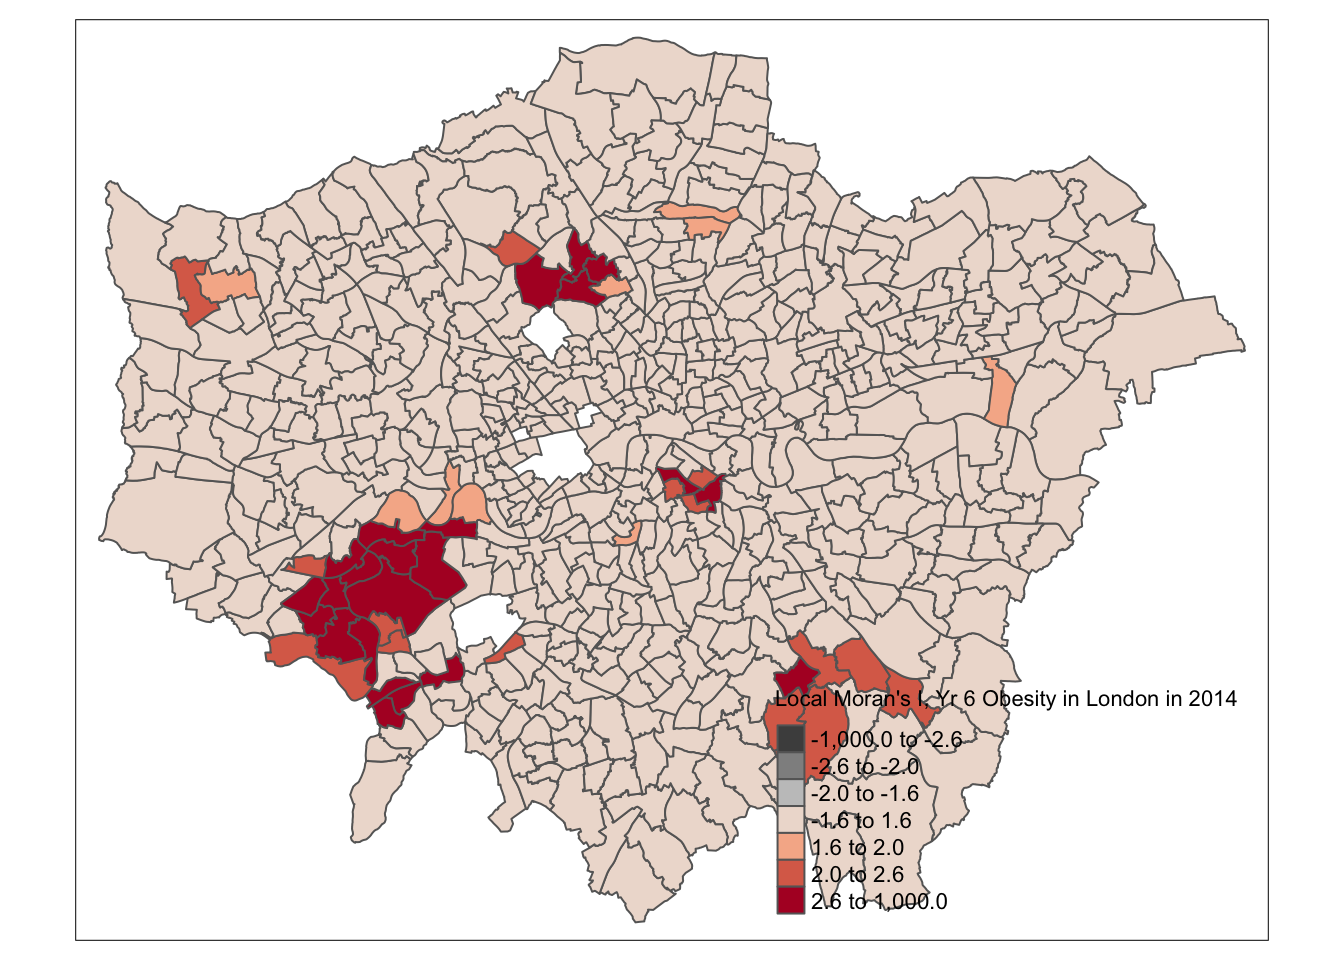 Local Moran's I, Yr 6 Obesity in London in 2014
-1,000.0 to -2.6
-2.6 to -2.0
-2.0 to -1.6
-1.6 to 1.6
1.6 to 2.0
2.0 to 2.6
2.6 to 1,000.0